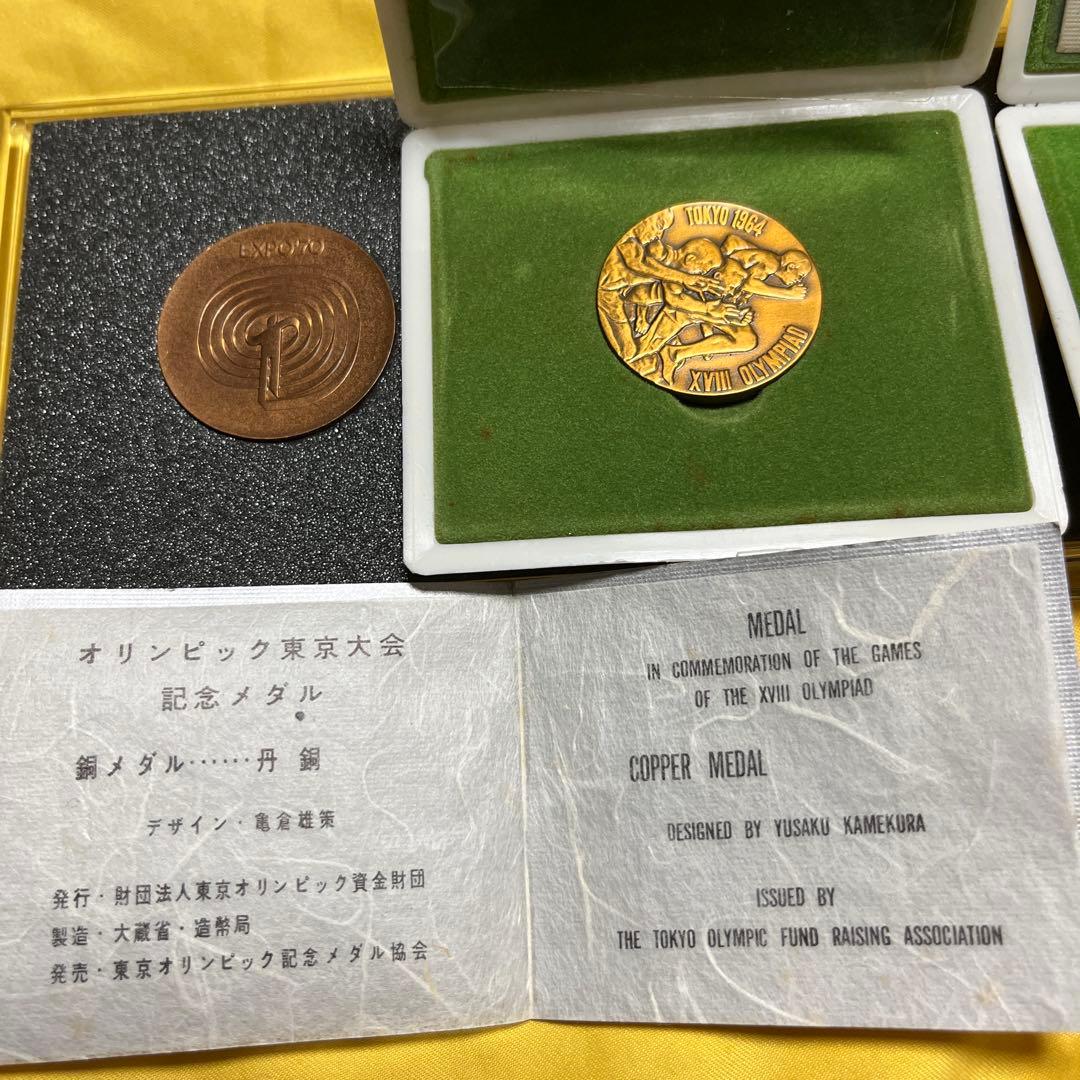 EXPO'70
TOKYO 1964
XVIII OLYMPIAD
オリンピック東京大会
記念メダル
銅メダル……丹 銅
デザイン・亀倉雄策
発行・財団法人東京オリンピック資金財団
製造・大蔵省・造幣局
発売・東京オリンピック記念メダル協会
MEDAL
IN COMMEMORATION OF THE GAMES
OF THE XVIII OLYMPIAD
COPPER MEDAL
DESIGNED BY YUSAKU KAMEKURA
ISSUED BY
THE TOKYO OLYMPIC FUND RAISING ASSOCIATION